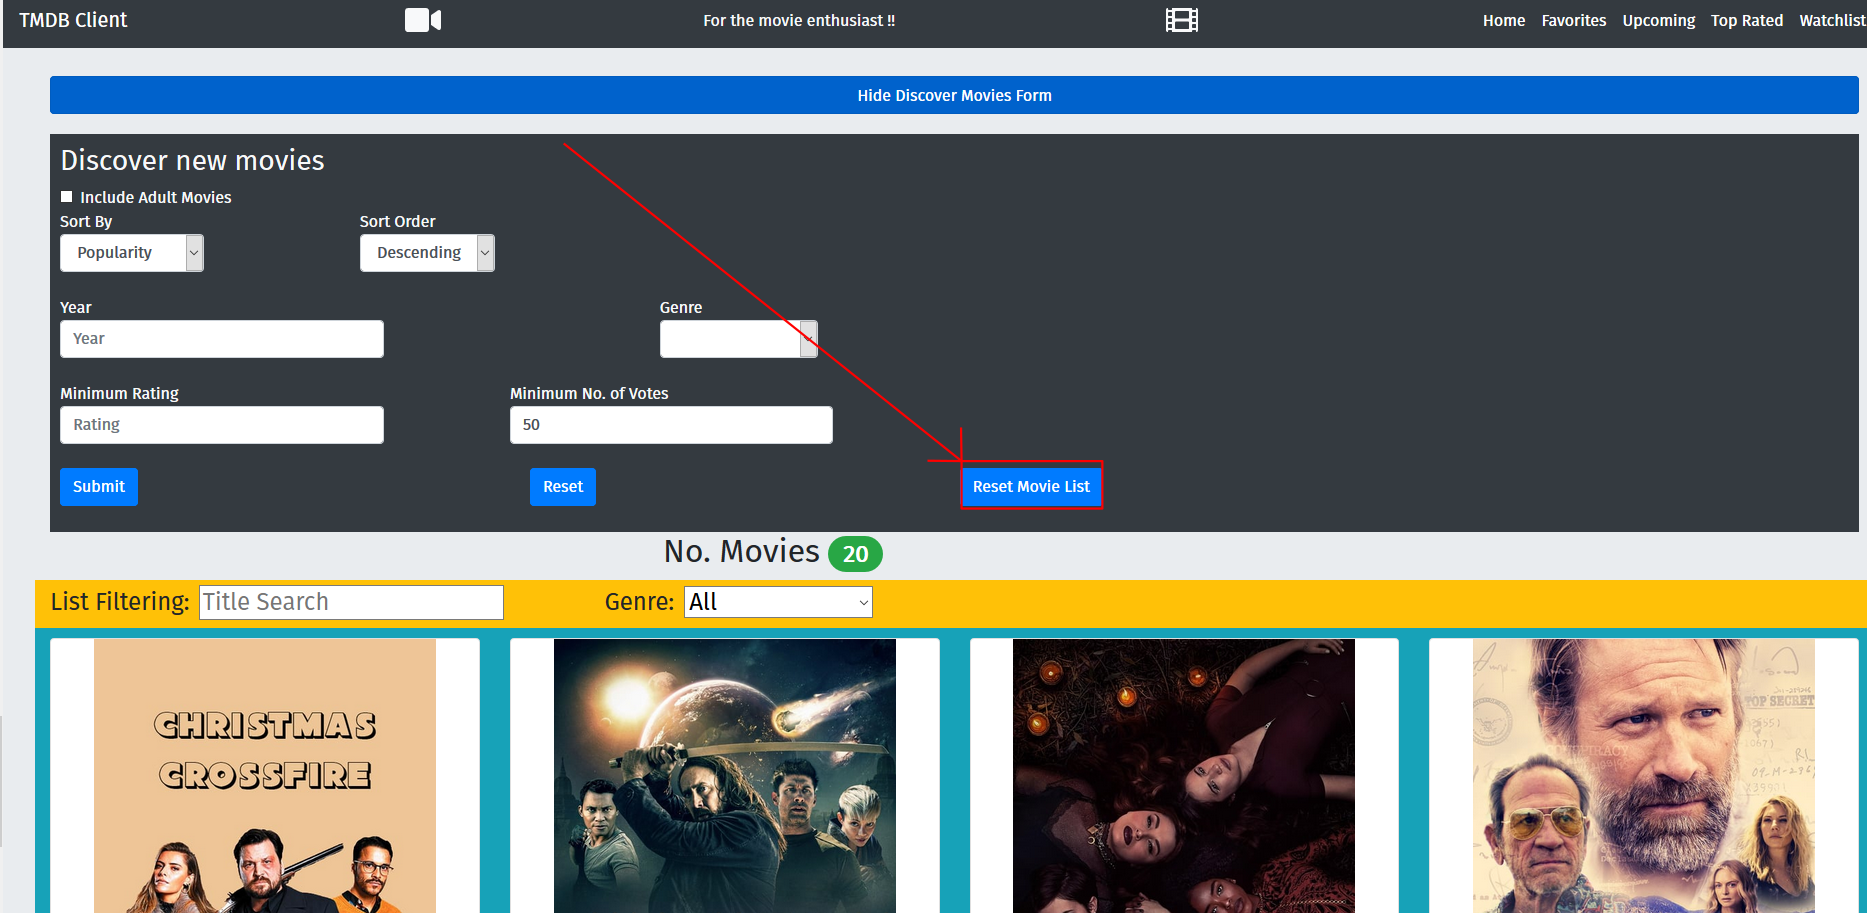 TMDB Client
For the movie enthusiast !!
Home Favorites Upcoming Top Rated Watchlist
Hide Discover Movies Form
Discover new movies
Include Adult Movies
Sort By Sort Order
Popularity Descending
Year Genre
Year
Minimum Rating Minimum No. of Votes
Rating 50
Submit Reset Reset Movie List
No. Movies 20
List Filtering: Title Search Genre: All
CHRISTMAS
CROSSFIRE
TOP SECRET
CONSPIRACY